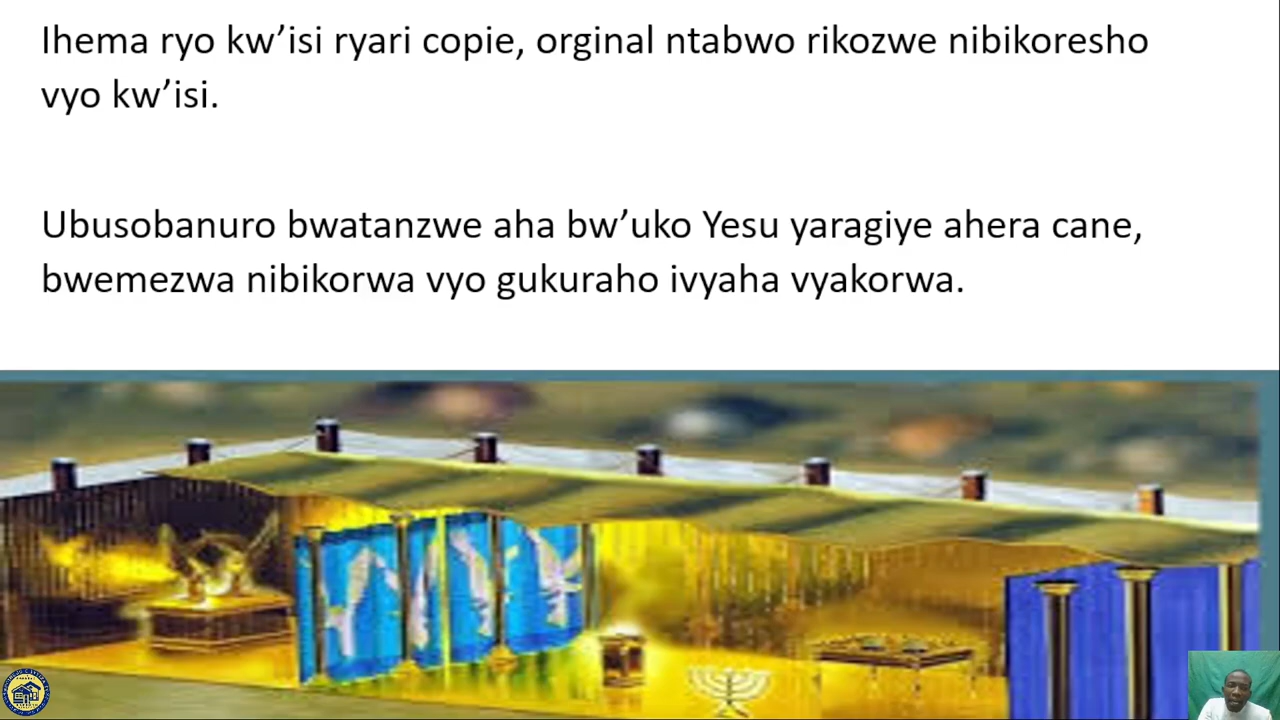 Ihema ryo kw’isi ryari copie, orginal ntabwo rikozwe nibikoresho
vyo kw’isi.
Ubusobanuro bwatanzwe aha bw’uko Yesu yaragiye ahera cane,
bwemezwa nibikorwa vyo gukuraho ivyaha vyakorwa.